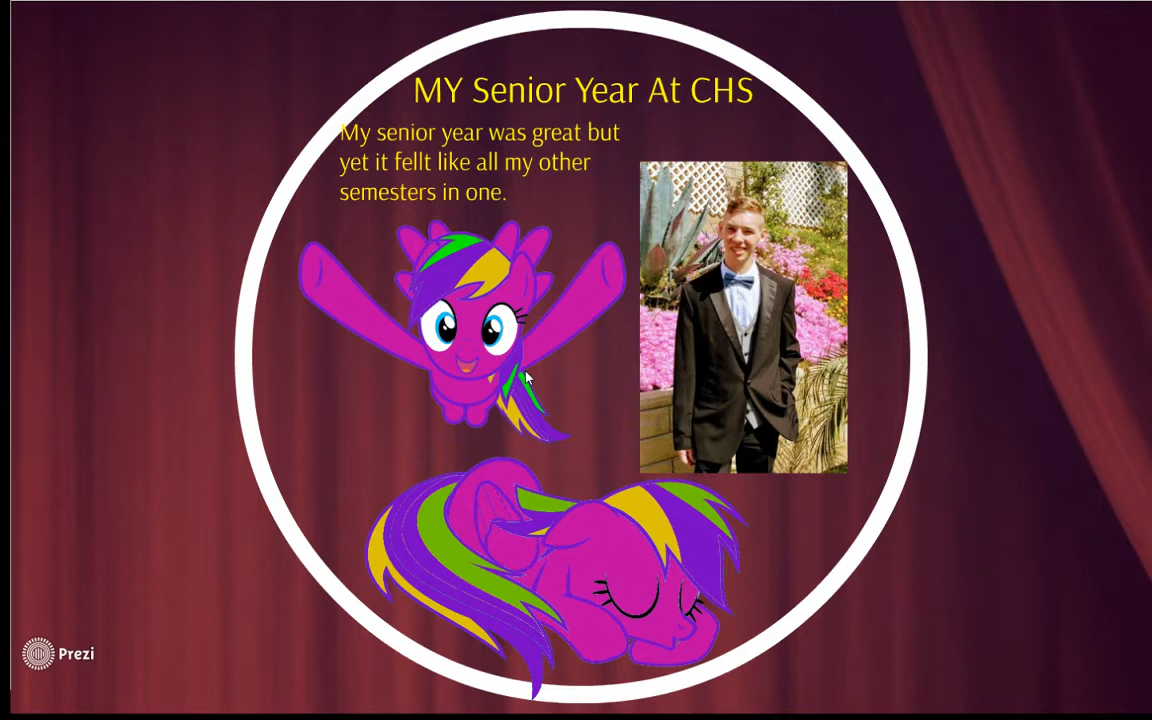 MY Senior Year At CHS
My senior year was great but
yet it fellt like all my other
semesters in one.
Prezi